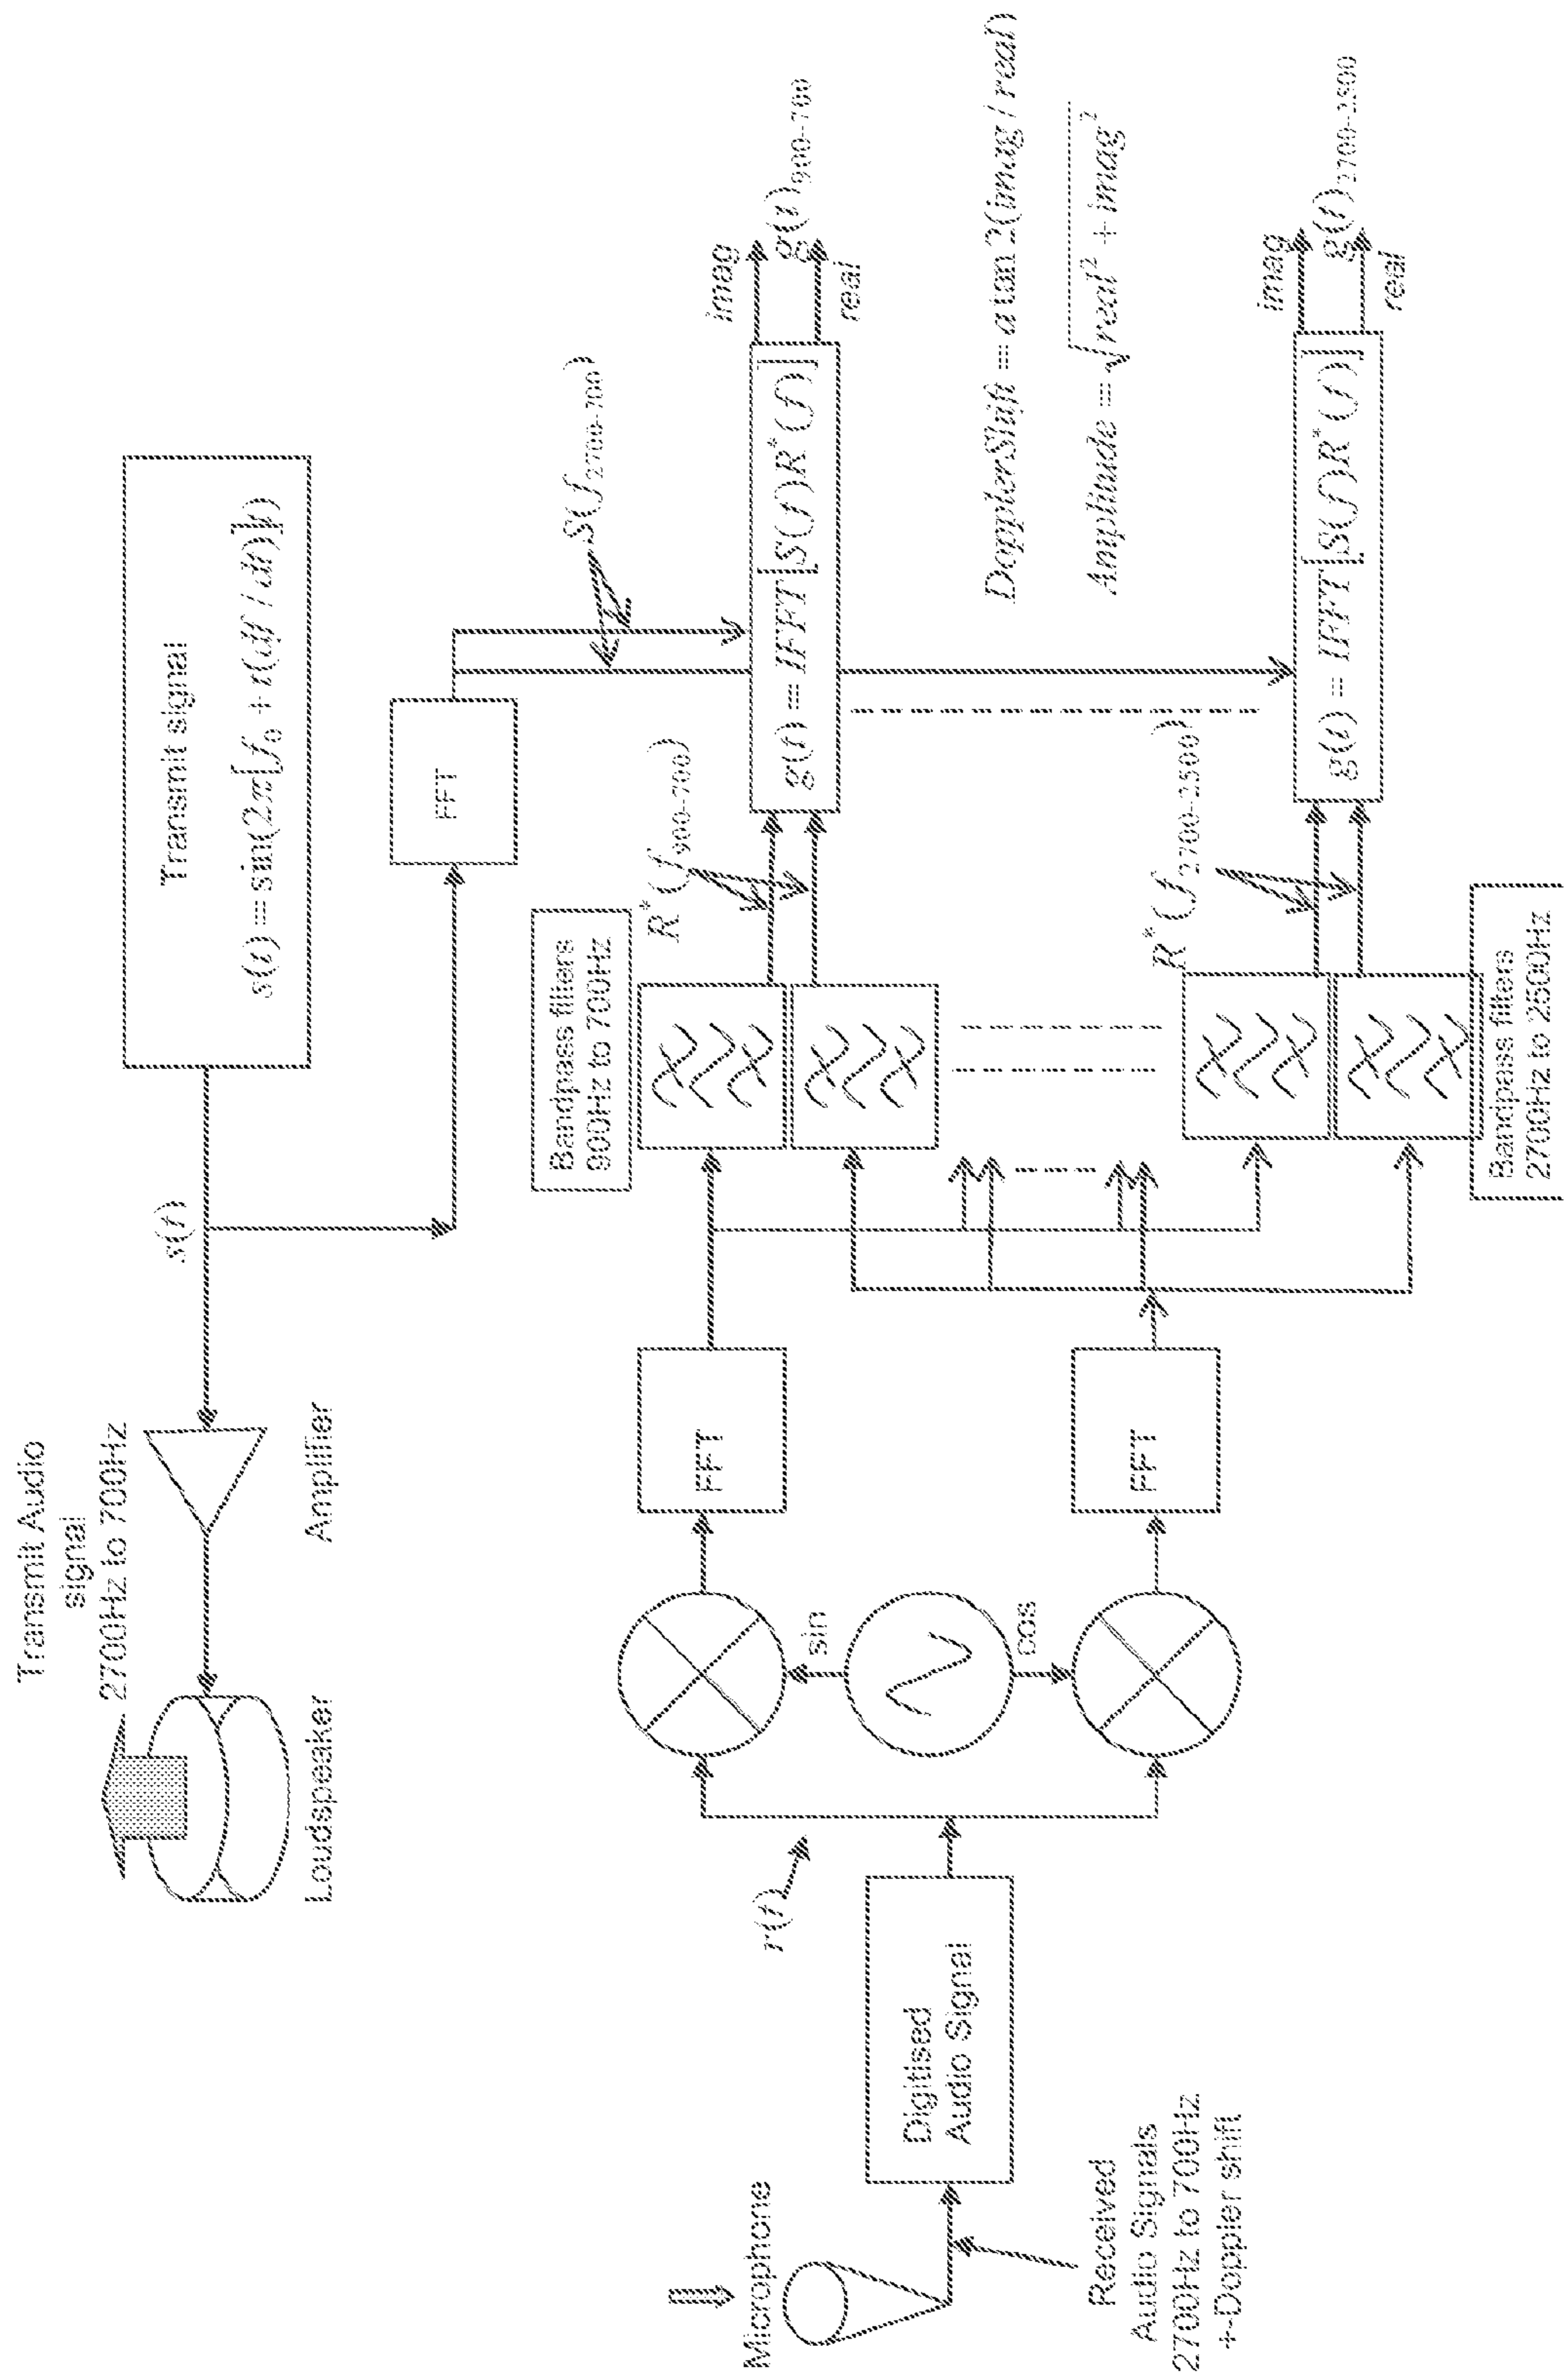 Transmit Audio
signal
2700Hz to 700Hz
Loudspeaker
Amplifier
s(t)
Transmit signal
s(t) = sin(2π[f₀ + t(df / dt)]t)
FFT
S(f₂₇₀₀₋₇₀₀)
Microphone
Received
Audio Signals
2700Hz to 700Hz
+-Doppler shift
Digitised
Audio Signal
r(t)
sin
cos
FFT
FFT
Bandpass filters
900Hz to 700Hz
R*(f₉₀₀₋₇₀₀)
g(t) = IFFT[S(f)R*(f)]
imag
real
g(t)₉₀₀₋₇₀₀
DopplerShift = a tan 2(imag / real)
Amplitude = √real² + imag²
Bandpass filters
2700Hz to 2500Hz
R*(f₂₇₀₀₋₂₅₀₀)
g(t) = IFFT[S(f)R*(f)]
imag
real
g(t)₂₇₀₀₋₂₅₀₀